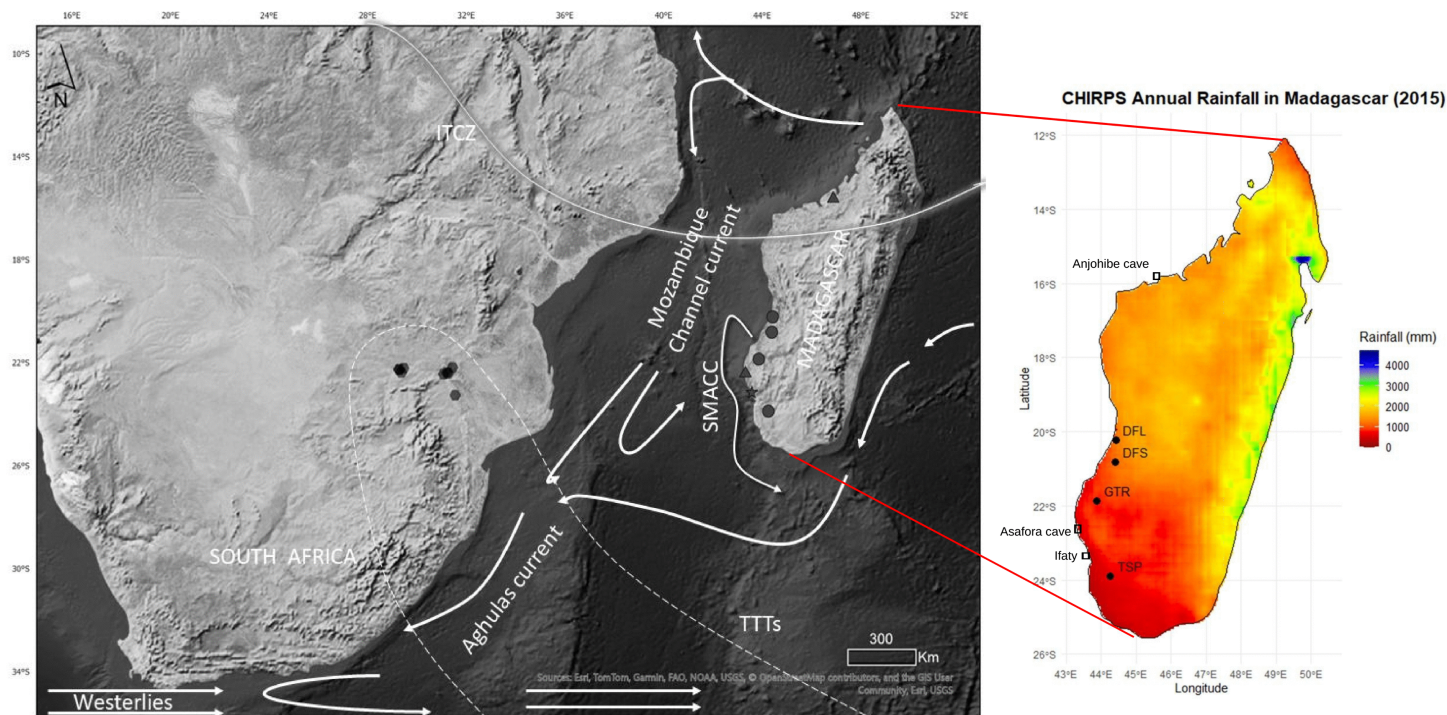 16°E 20°E 24°E 28°E 32°E 36°E 40°E 44°E 48°E 52°E
10°S
14°S
18°S
22°S
26°S
30°S
34°S
N
ITCZ
Mozambique
Channel current
MADAGASCAR
SMACC
SOUTH AFRICA
Aghulas current
TTTs
300
Km
Westerlies
Sources: Esri, TomTom, Garmin, FAO, NOAA, USGS, © OpenStreetMap contributors, and the GIS User
Community, Esri, USGS
CHIRPS Annual Rainfall in Madagascar (2015)
12°S
14°S
16°S
18°S
20°S
22°S
24°S
26°S
Latitude
Anjohibe cave
DFL
DFS
GTR
Asafora cave
Ifaty
TSP
43°E 44°E 45°E 46°E 47°E 48°E 49°E 50°E
Longitude
Rainfall (mm)
4000
3000
2000
1000
0